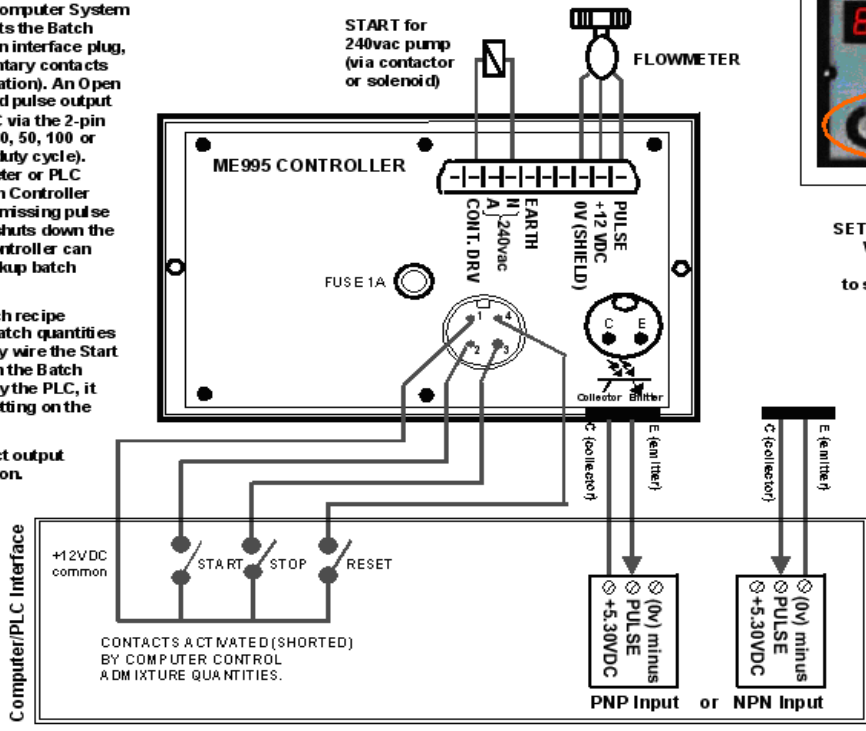 omputer System
ts the Batch
n interface plug,
ntary contacts
ation). An Open
d pulse output
C via the 2-pin
0, 50, 100 or
duty cycle).
eter or PLC
n Controller
missing pulse
shuts down the
ntroller can
kup batch
ch recipe
atch quantities
y wire the Start
n the Batch
y the PLC, it
tting on the
ct output
on.
START for
240vac pump
(via contactor
or solenoid)
FLOWMETER
ME995 CONTROLLER
CONT. DRV
A
N
240vac
EARTH
0V (SHIELD)
+12 VDC
PULSE
FUSE 1A
1
4
2
3
C E
Collector Emitter
C (collector)
E (emitter)
C (collector)
E (emitter)
SET
to s
Computer/PLC Interface
+12VDC
common
START
STOP
RESET
CONTACTS ACTIVATED (SHORTED)
BY COMPUTER CONTROL
ADMIXTURE QUANTITIES.
+5.30VDC
PULSE
(0v) minus
+5.30VDC
PULSE
(0v) minus
PNP Input or NPN Input